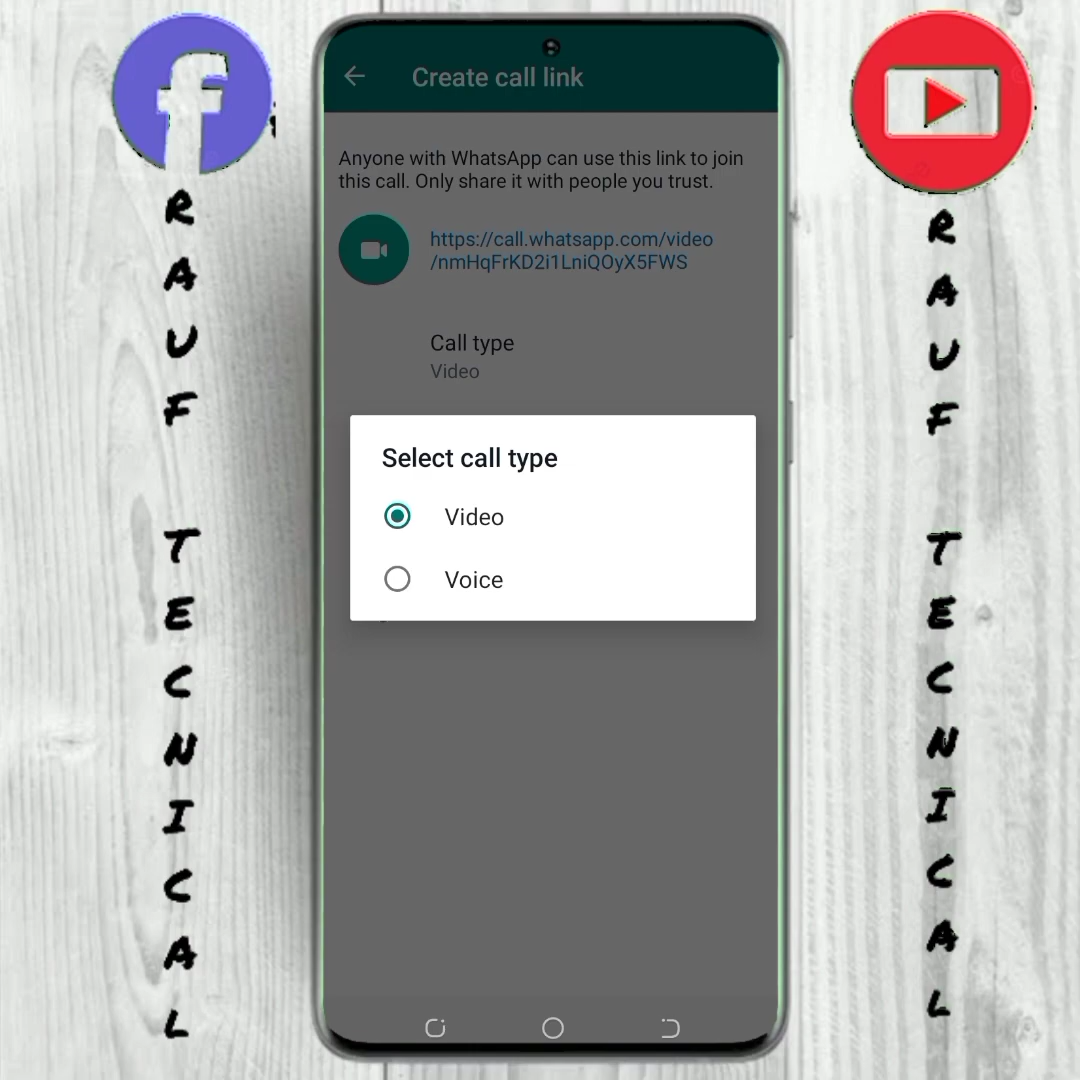 Create call link
Anyone with WhatsApp can use this link to join
this call. Only share it with people you trust.
https://call.whatsapp.com/video
/nmHqFrKD2i1LniQOyX5FWS
Call type
Video
Select call type
Video
Voice
RAUF TECNICAL
RAUF TECNICAL